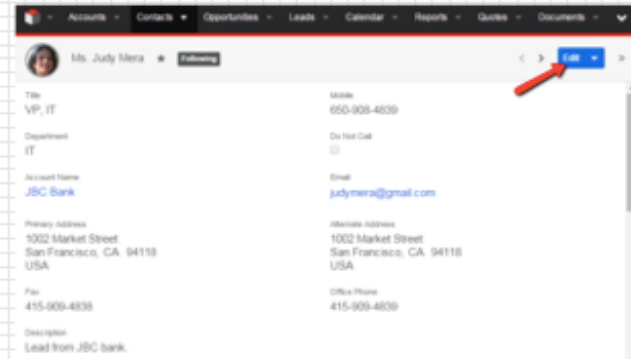 Accounts Contacts Opportunities Leads Calendar Reports Quotes Documents
Ms. Judy Mera Following Edit
Title
VP, IT
Mobile
650-908-4839
Department
IT
Do Not Call
Account Name
JBC Bank
Email
judymera@gmail.com
Primary Address
1002 Market Street
San Francisco, CA 94118
USA
Alternate Address
1002 Market Street
San Francisco, CA 94118
USA
Fax
415-909-4838
Office Phone
415-909-4839
Description
Lead from JBC bank.